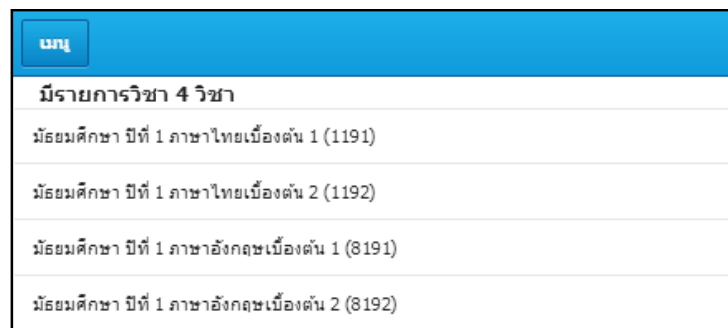 เมนู
มีรายการวิชา 4 วิชา
มัธยมศึกษา ปีที่ 1 ภาษาไทยเบื้องต้น 1 (1191)
มัธยมศึกษา ปีที่ 1 ภาษาไทยเบื้องต้น 2 (1192)
มัธยมศึกษา ปีที่ 1 ภาษาอังกฤษเบื้องต้น 1 (8191)
มัธยมศึกษา ปีที่ 1 ภาษาอังกฤษเบื้องต้น 2 (8192)